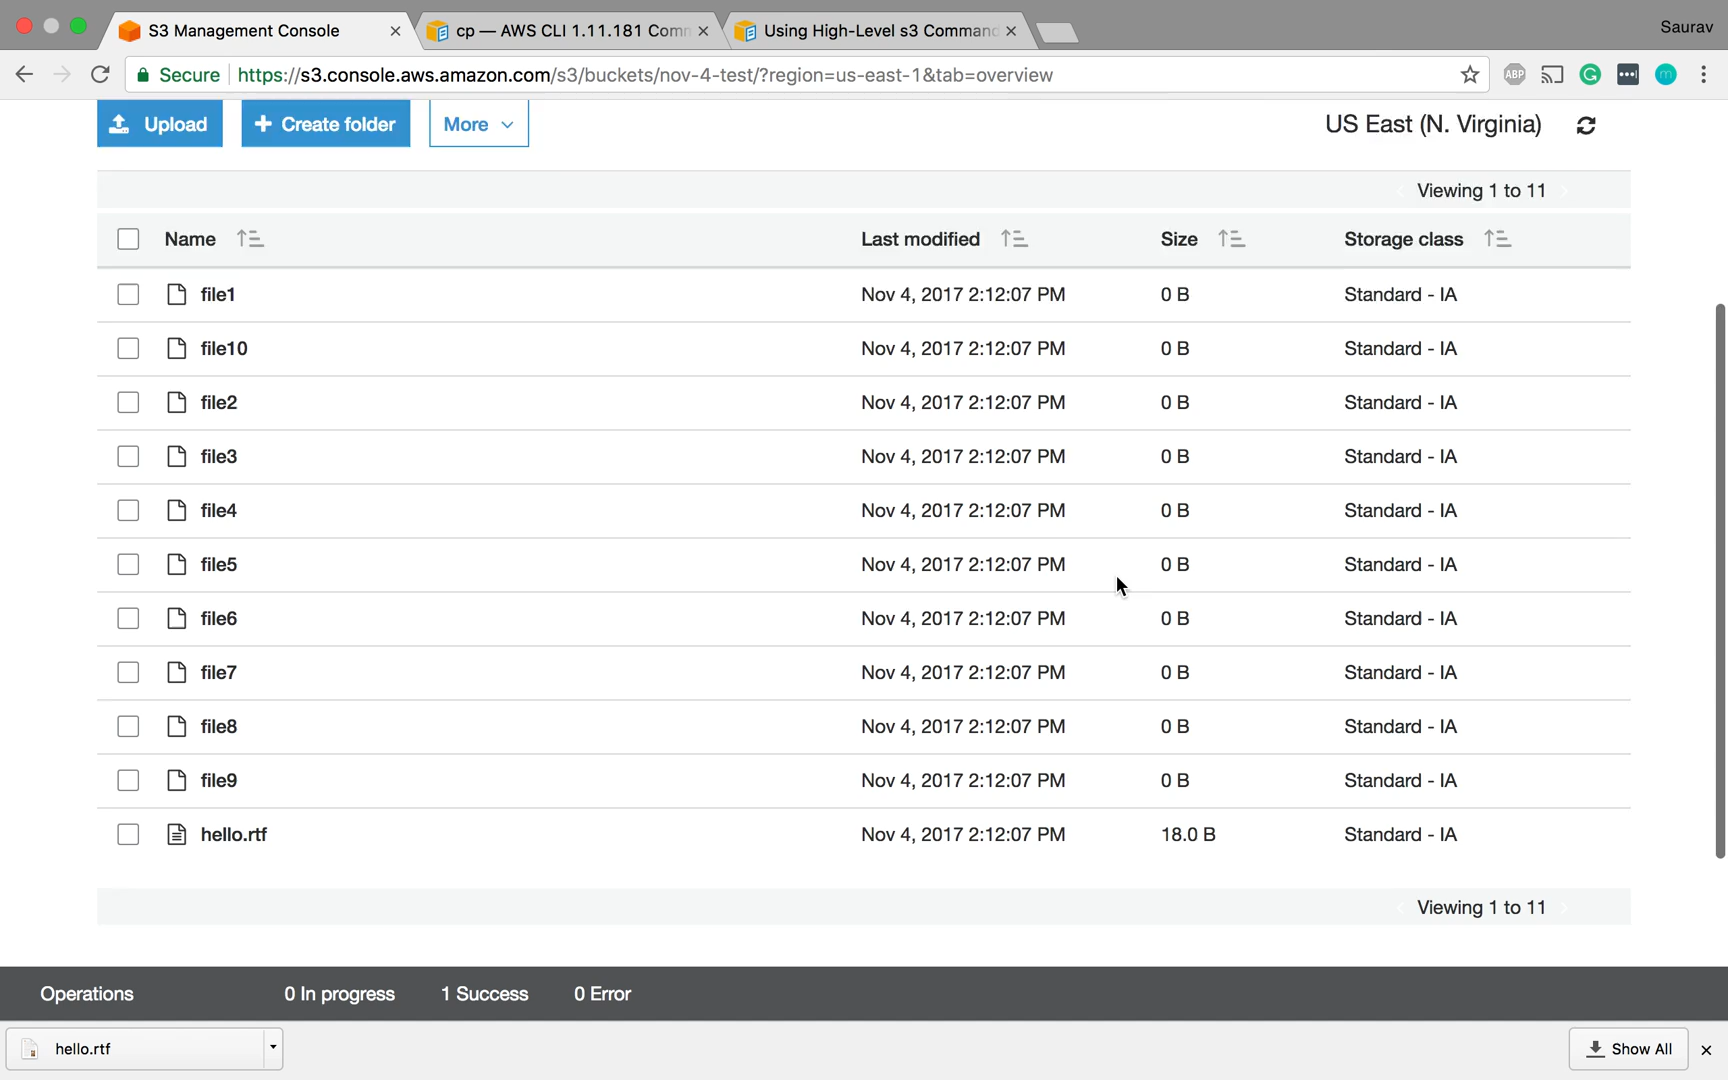 S3 Management Console
cp — AWS CLI 1.11.181 Com
Using High-Level s3 Comman
Saurav
Secure
https://s3.console.aws.amazon.com/s3/buckets/nov-4-test/?region=us-east-1&tab=overview
ABP
G
m
Upload
Create folder
More
US East (N. Virginia)
Viewing 1 to 11
Name Last modified Size Storage class
file1 Nov 4, 2017 2:12:07 PM 0 B Standard - IA
file10 Nov 4, 2017 2:12:07 PM 0 B Standard - IA
file2 Nov 4, 2017 2:12:07 PM 0 B Standard - IA
file3 Nov 4, 2017 2:12:07 PM 0 B Standard - IA
file4 Nov 4, 2017 2:12:07 PM 0 B Standard - IA
file5 Nov 4, 2017 2:12:07 PM 0 B Standard - IA
file6 Nov 4, 2017 2:12:07 PM 0 B Standard - IA
file7 Nov 4, 2017 2:12:07 PM 0 B Standard - IA
file8 Nov 4, 2017 2:12:07 PM 0 B Standard - IA
file9 Nov 4, 2017 2:12:07 PM 0 B Standard - IA
hello.rtf Nov 4, 2017 2:12:07 PM 18.0 B Standard - IA
Viewing 1 to 11
Operations 0 In progress 1 Success 0 Error
hello.rtf
Show All